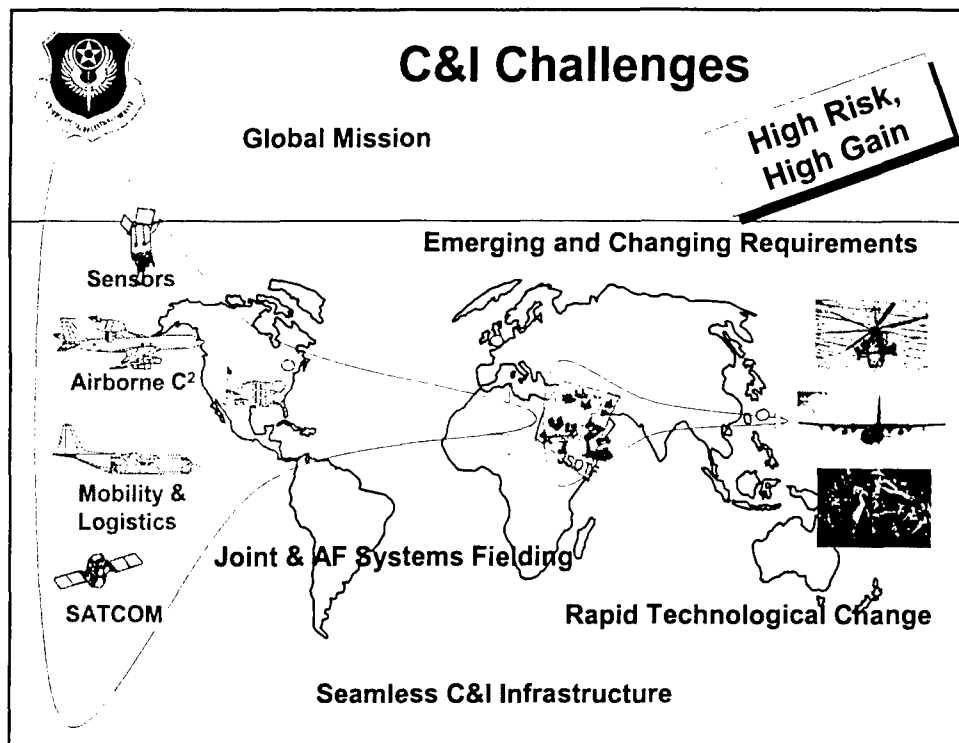 C&I Challenges
High Risk,
High Gain
Global Mission
Emerging and Changing Requirements
Sensors
Airborne C²
Mobility &
Logistics
SATCOM
JSOTF
Joint & AF Systems Fielding
Rapid Technological Change
Seamless C&I Infrastructure